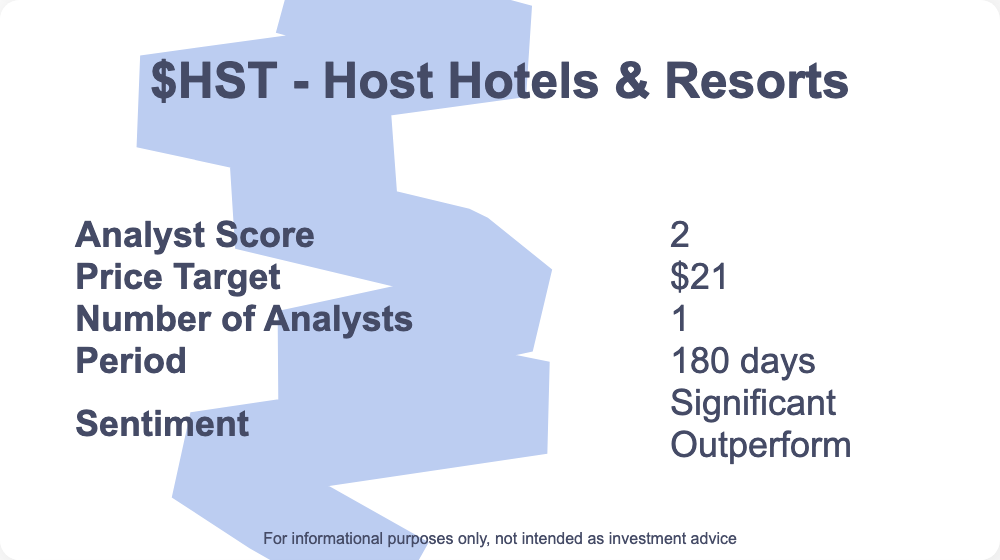 $HST - Host Hotels & Resorts
Analyst Score 2
Price Target $21
Number of Analysts 1
Period 180 days
Sentiment Significant
Outperform
For informational purposes only, not intended as investment advice